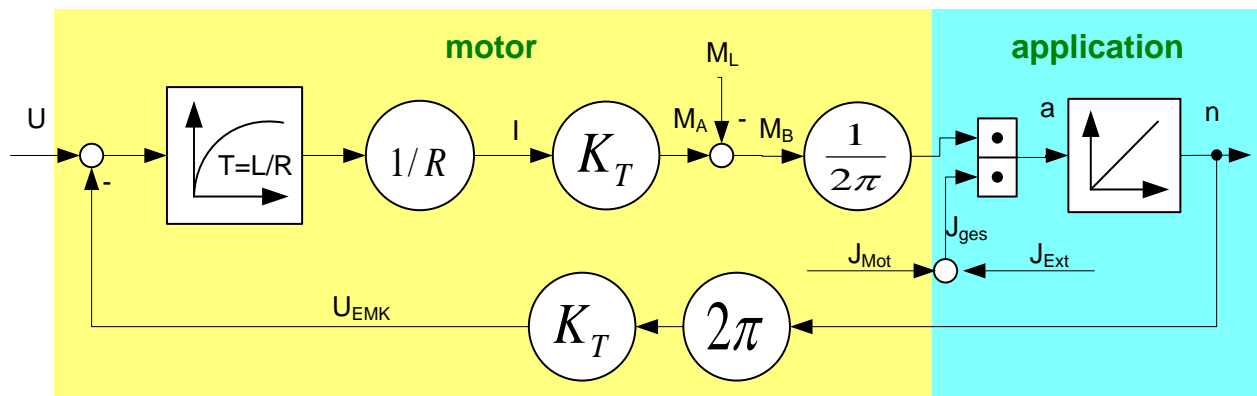 motor
application
M_L
U
T=L/R
1/R
I
K_T
M_A
-
M_B
1/2π
a
n
-
J_ges
J_Mot
J_Ext
U_EMK
K_T
2π